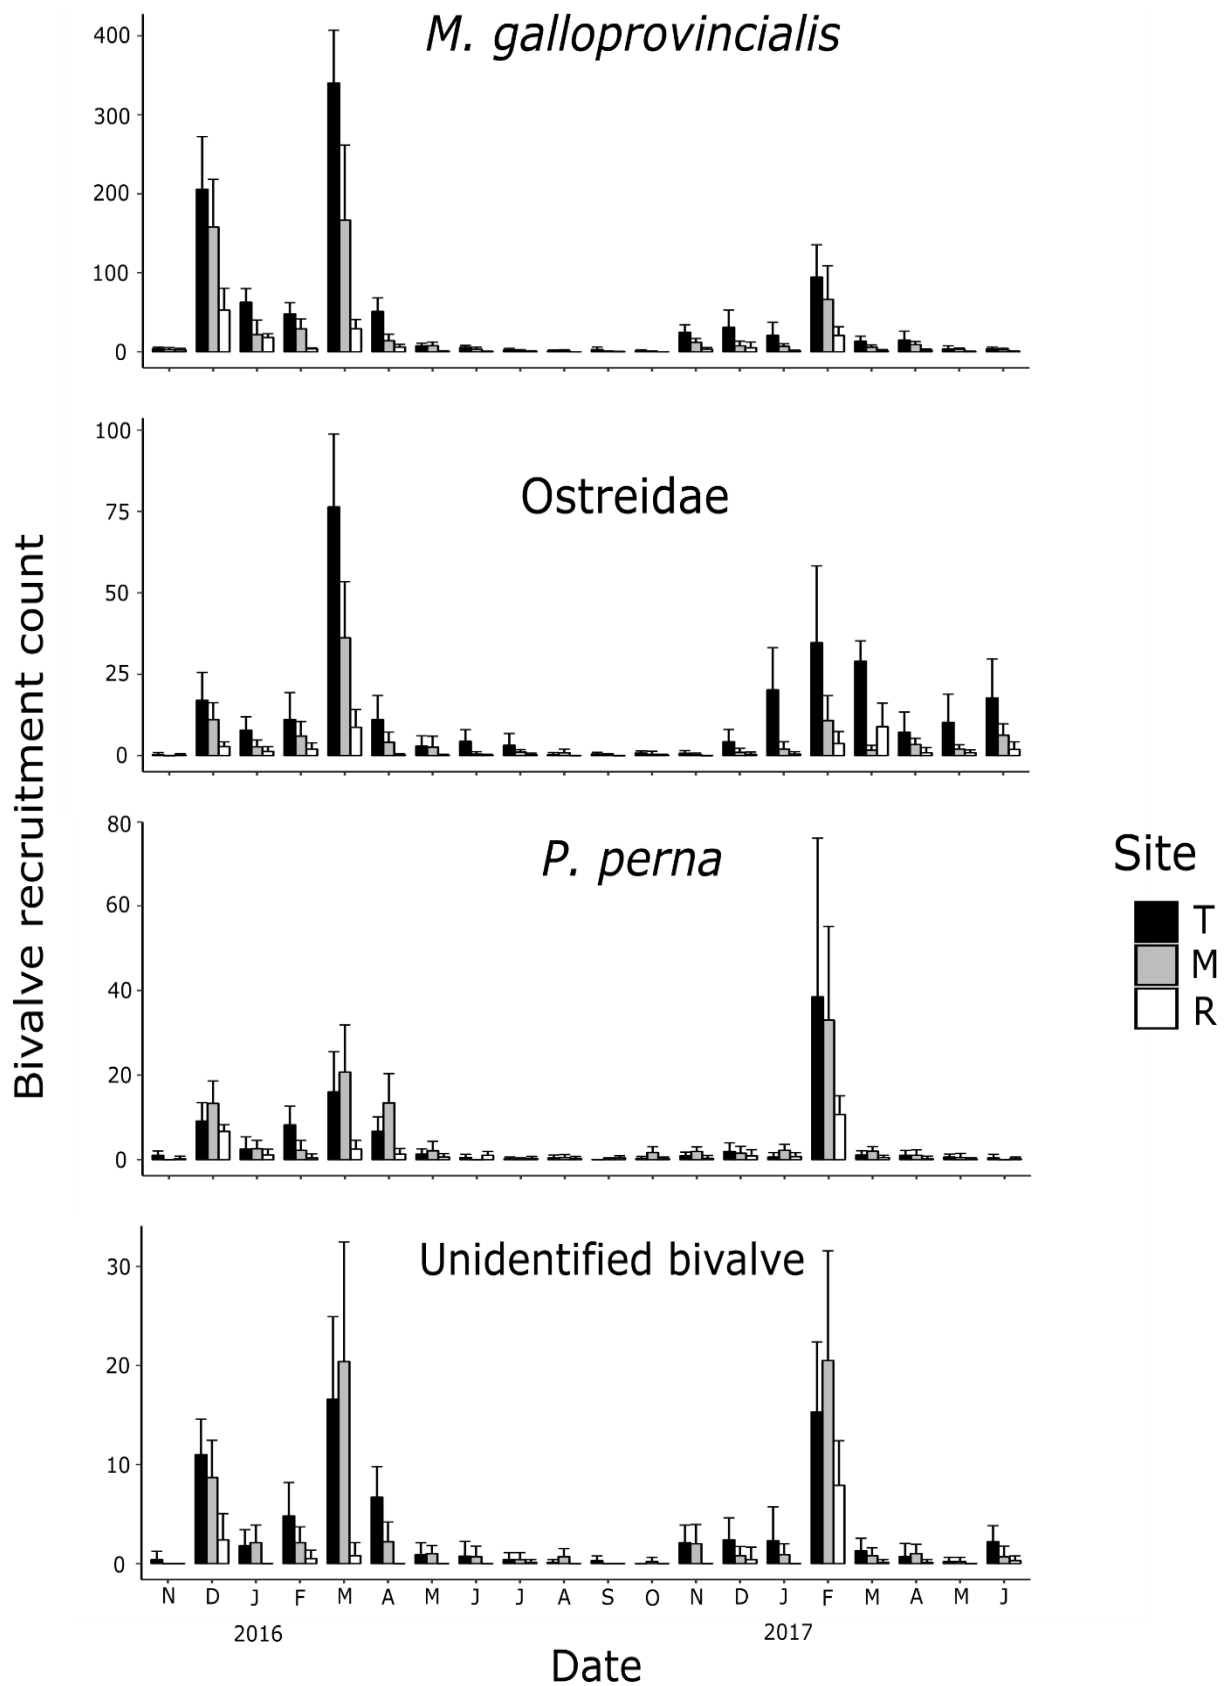 M. galloprovincialis
400
300
200
100
0
Ostreidae
100
75
50
25
0
Bivalve recruitment count
P. perna
80
60
40
20
0
Site
T
M
R
Unidentified bivalve
30
20
10
0
N D J F M A M J J A S O N D J F M A M J
2016 2017
Date